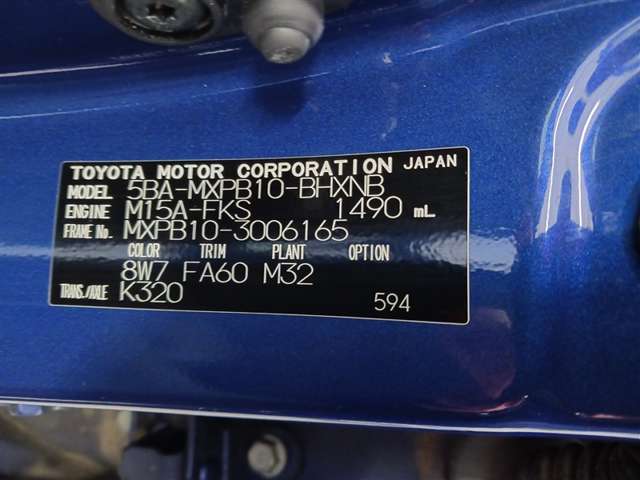 TOYOTA MOTOR CORPORATION JAPAN
MODEL 5BA-MXPB10-BHXNB
ENGINE M15A-FKS 1490 mL
FRAME No. MXPB10-3006165
COLOR TRIM PLANT OPTION
8W7 FA60 M32
TRANS./AXLE K320 594